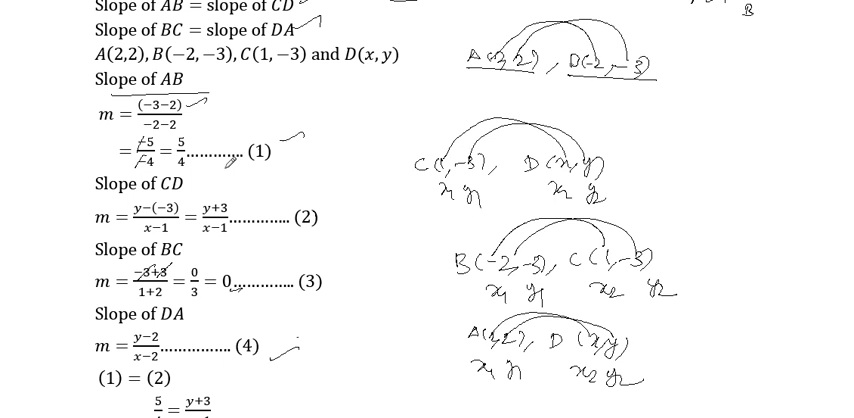 Slope of AB = slope of CD
Slope of BC = slope of DA
A(2,2), B(−2, −3), C(1, −3) and D(x, y)
Slope of AB
m = (−3−2)/−2−2
= −5/−4 = 5/4 ............ (1)
Slope of CD
m = y−(−3)/x−1 = y+3/x−1 .............. (2)
Slope of BC
m = −3+3/1+2 = 0/3 = 0 .............. (3)
Slope of DA
m = y−2/x−2 ................ (4)
(1) = (2)
5/ = y+3/
B
A(2, 2), B(-2, -3)
C(1, -3), D(x, y)
x1 y1 x2 y2
B(-2, -3), C(1, -3)
x1 y1 x2 y2
A(2, 2), D (x, y)
x1 y1 x2 y2